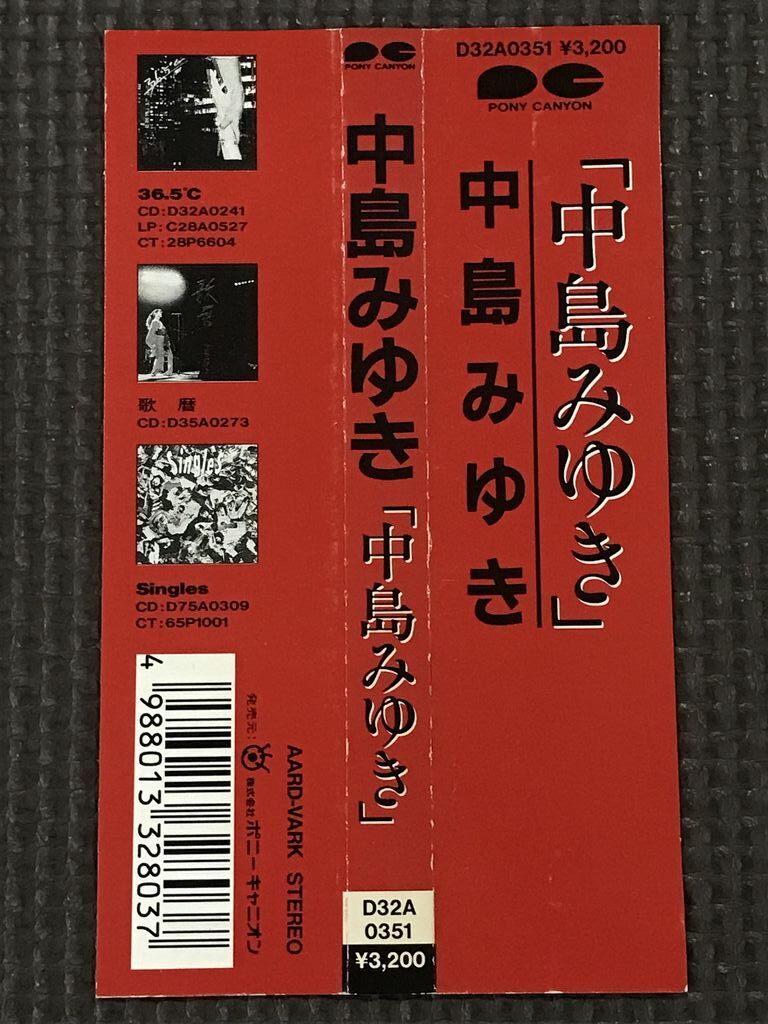 D32A0351 ¥3,200
PONY CANYON
「中島みゆき」
中島みゆき
PONY CANYON
中島みゆき
「中島みゆき」
D32A
0351
¥3,200
36.5℃
CD:D32A0241
LP:C28A0527
CT:28P6604
歌暦
歌暦
CD:D35A0273
Singles
Singles
CD:D75A0309
CT:65P1001
AARD-VARK STEREO
発売元:株式会社ポニーキャニオン
4 988013 328037